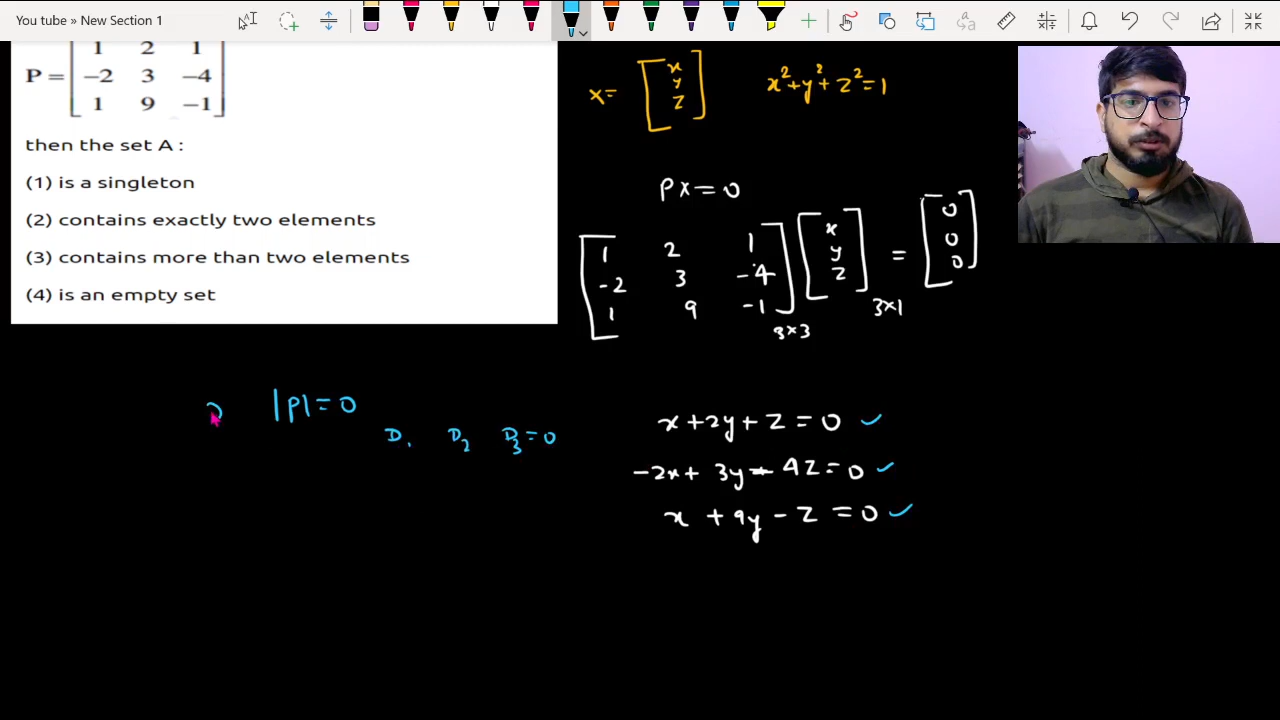 You tube » New Section 1
P = [ 1 2 1
−2 3 −4
1 9 −1 ]
then the set A :
(1) is a singleton
(2) contains exactly two elements
(3) contains more than two elements
(4) is an empty set
x = [ x
y
z ]
x²+y²+z²=1
PX=0
[ 1 2 1
-2 3 -4
1 9 -1 ] 3×3
[ x
y
z ] 3×1
= [ 0
0
0 ]
|P|=0
D₁ D₂ D₃=0
x+2y+z=0 ✓
-2x+3y-4z=0 ✓
x+9y-z=0 ✓